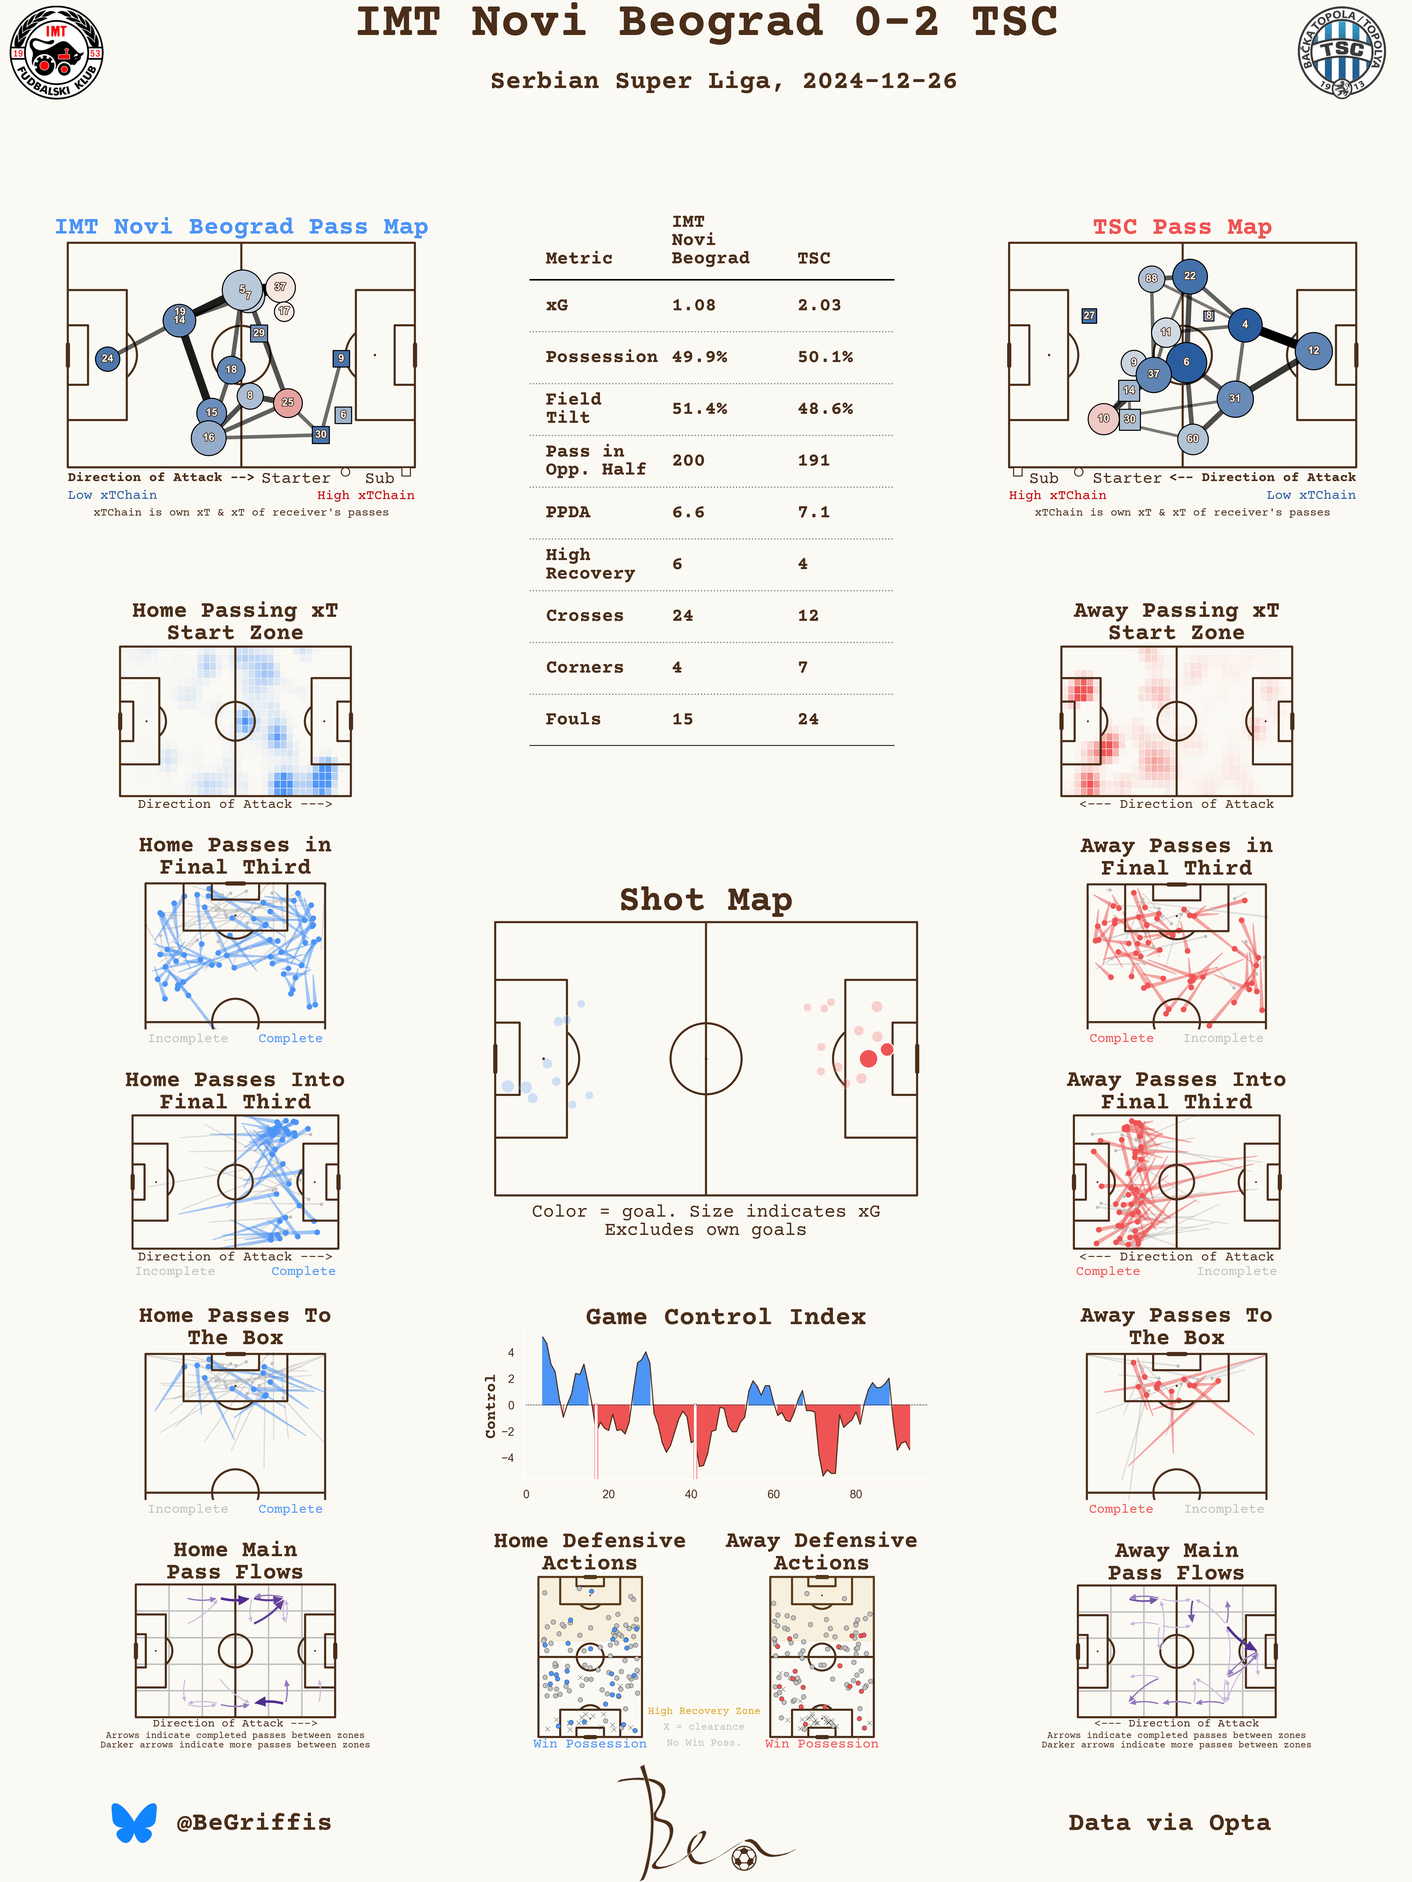 IMT Novi Beograd 0-2 TSC
Serbian Super Liga, 2024-12-26
IMT
19 53
FUDBALSKI KLUB
BAČKA TOPOLA/TOPOLYA
TSC
19 13
IMT Novi Beograd Pass Map
24
19
14
5
7
37
17
29
18
9
8
25
15
16
30
6
Direction of Attack --> Starter Sub
Low xTChain High xTChain
xTChain is own xT & xT of receiver's passes
Metric IMT
Novi
Beograd TSC
xG 1.08 2.03
Possession 49.9% 50.1%
Field
Tilt 51.4% 48.6%
Pass in
Opp. Half 200 191
PPDA 6.6 7.1
High
Recovery 6 4
Crosses 24 12
Corners 4 7
Fouls 15 24
TSC Pass Map
88
22
27
8
4
11
12
9
6
37
14
31
10
30
60
Sub Starter <-- Direction of Attack
High xTChain Low xTChain
xTChain is own xT & xT of receiver's passes
Home Passing xT
Start Zone
Direction of Attack --->
Away Passing xT
Start Zone
<--- Direction of Attack
Home Passes in
Final Third
Incomplete Complete
Away Passes in
Final Third
Complete Incomplete
Shot Map
Color = goal. Size indicates xG
Excludes own goals
Home Passes Into
Final Third
Direction of Attack --->
Incomplete Complete
Away Passes Into
Final Third
<--- Direction of Attack
Complete Incomplete
Home Passes To
The Box
Incomplete Complete
Game Control Index
Control
4
2
0
−2
−4
0 20 40 60 80
Away Passes To
The Box
Complete Incomplete
Home Main
Pass Flows
Direction of Attack --->
Arrows indicate completed passes between zones
Darker arrows indicate more passes between zones
Home Defensive
Actions
Win Possession
High Recovery Zone
X = clearance
No Win Poss.
Away Defensive
Actions
Win Possession
Away Main
Pass Flows
<--- Direction of Attack
Arrows indicate completed passes between zones
Darker arrows indicate more passes between zones
@BeGriffis
Ben
Data via Opta